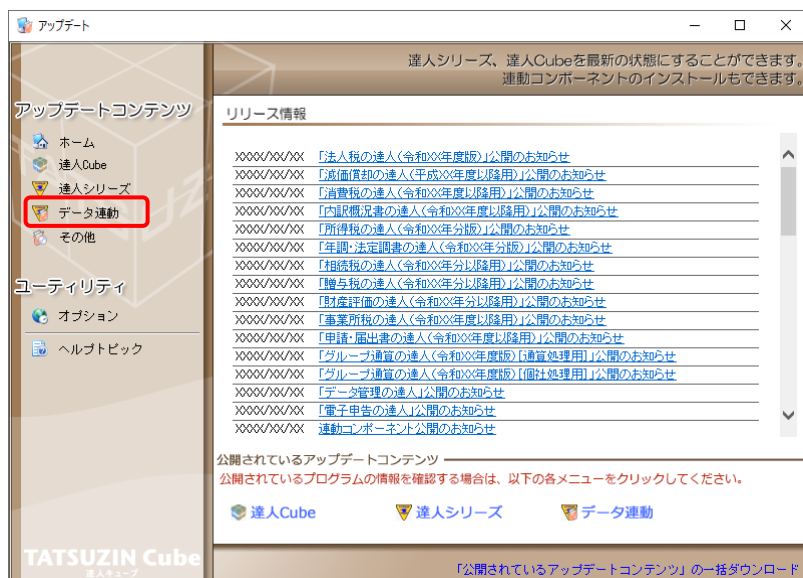 アップデート
達人シリーズ、達人Cubeを最新の状態にすることができます。
連動コンポーネントのインストールもできます。
アップデートコンテンツ
ホーム
達人Cube
達人シリーズ
データ連動
その他
ユーティリティ
オプション
ヘルプトピック
TATSUZIN Cube
達人キューブ
リリース情報
XXXX/XX/XX 「法人税の達人(令和XX年度版)」公開のお知らせ
XXXX/XX/XX 「減価償却の達人(平成XX年度以降用)」公開のお知らせ
XXXX/XX/XX 「消費税の達人(令和XX年度以降用)」公開のお知らせ
XXXX/XX/XX 「内訳概況書の達人(令和XX年度以降用)」公開のお知らせ
XXXX/XX/XX 「所得税の達人(令和XX年分版)」公開のお知らせ
XXXX/XX/XX 「年調・法定調書の達人(令和XX年分版)」公開のお知らせ
XXXX/XX/XX 「相続税の達人(令和XX年分以降用)」公開のお知らせ
XXXX/XX/XX 「贈与税の達人(令和XX年分以降用)」公開のお知らせ
XXXX/XX/XX 「財産評価の達人(令和XX年分以降用)」公開のお知らせ
XXXX/XX/XX 「事業所税の達人(令和XX年度以降用)」公開のお知らせ
XXXX/XX/XX 「申請・届出書の達人(令和XX年度以降用)」公開のお知らせ
XXXX/XX/XX 「グループ通算の達人(令和XX年度版)[通算処理用]」公開のお知らせ
XXXX/XX/XX 「グループ通算の達人(令和XX年度版)[個社処理用]」公開のお知らせ
XXXX/XX/XX 「データ管理の達人」公開のお知らせ
XXXX/XX/XX 「電子申告の達人」公開のお知らせ
XXXX/XX/XX 連動コンポーネント公開のお知らせ
公開されているアップデートコンテンツ
公開されているプログラムの情報を確認する場合は、以下の各メニューをクリックしてください。
達人Cube 達人シリーズ データ連動
「公開されているアップデートコンテンツ」の一括ダウンロード